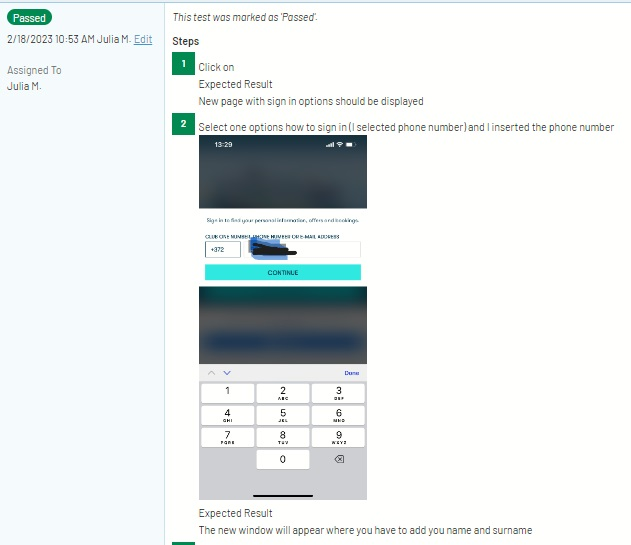 Passed
2/18/2023 10:53 AM Julia M. Edit
Assigned To
Julia M.
This test was marked as 'Passed'.
Steps
1 Click on
Expected Result
New page with sign in options should be displayed
2 Select one options how to sign in (I selected phone number) and I inserted the phone number
13:29
Sign in to find your personal information, offers and bookings.
CLUB ONE NUMBER, PHONE NUMBER OR E-MAIL ADDRESS
+372
CONTINUE
Done
1 2 3
ABC DEF
4 5 6
GHI JKL MNO
7 8 9
PQRS TUV WXYZ
0
Expected Result
The new window will appear where you have to add you name and surname